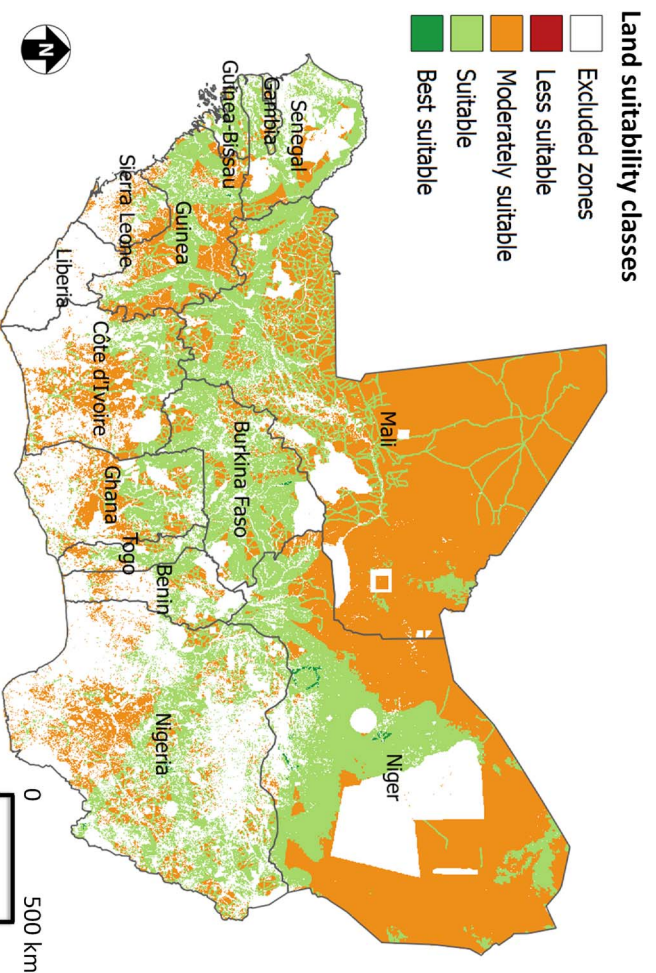 Land suitability classes
Excluded zones
Less suitable
Moderately suitable
Suitable
Best suitable
N
Senegal
Gambia
Guinea-Bissau
Guinea
Sierra Leone
Liberia
Côte d'Ivoire
Mali
Burkina Faso
Ghana
Togo
Benin
Niger
Nigeria
0 500 km